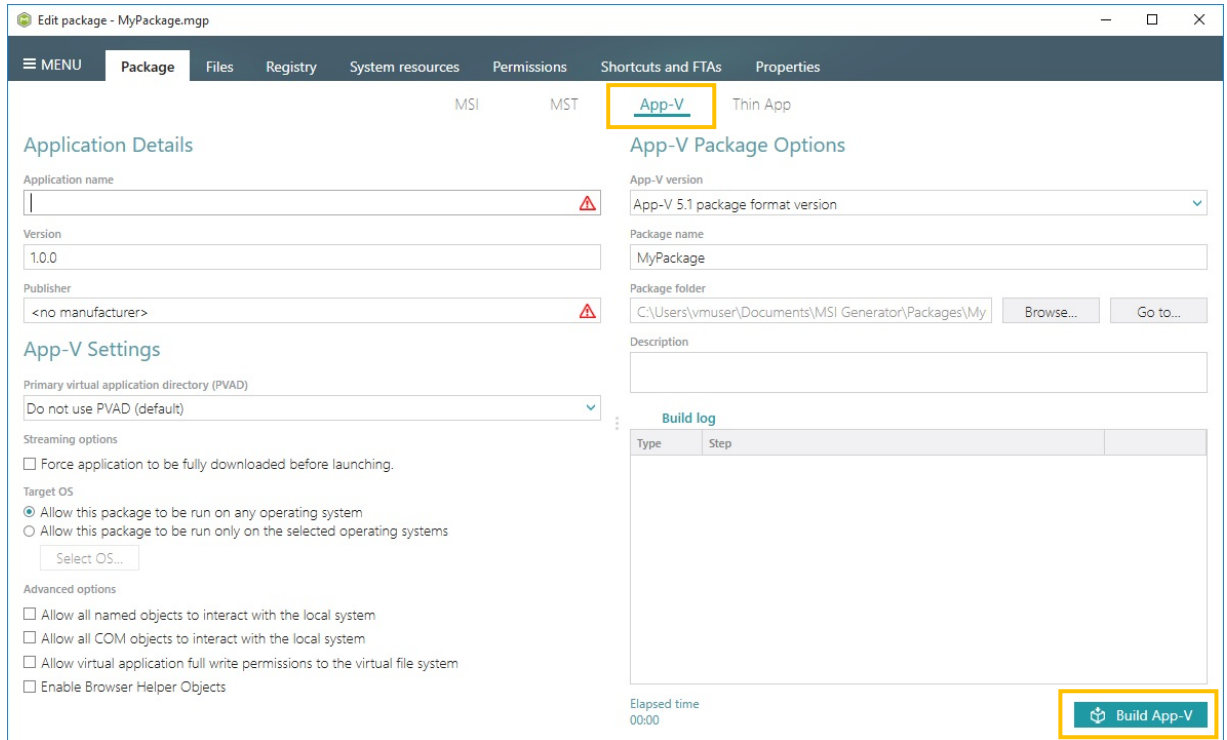 Edit package - MyPackage.mgp
MENU Package Files Registry System resources Permissions Shortcuts and FTAs Properties
MSI MST App-V Thin App
Application Details
Application name
Version
1.0.0
Publisher
<no manufacturer>
App-V Settings
Primary virtual application directory (PVAD)
Do not use PVAD (default)
Streaming options
Force application to be fully downloaded before launching.
Target OS
Allow this package to be run on any operating system
Allow this package to be run only on the selected operating systems
Select OS...
Advanced options
Allow all named objects to interact with the local system
Allow all COM objects to interact with the local system
Allow virtual application full write permissions to the virtual file system
Enable Browser Helper Objects
App-V Package Options
App-V version
App-V 5.1 package format version
Package name
MyPackage
Package folder
C:\Users\vmuser\Documents\MSI Generator\Packages\My Browse... Go to...
Description
Build log
Type Step
Elapsed time
00:00
Build App-V